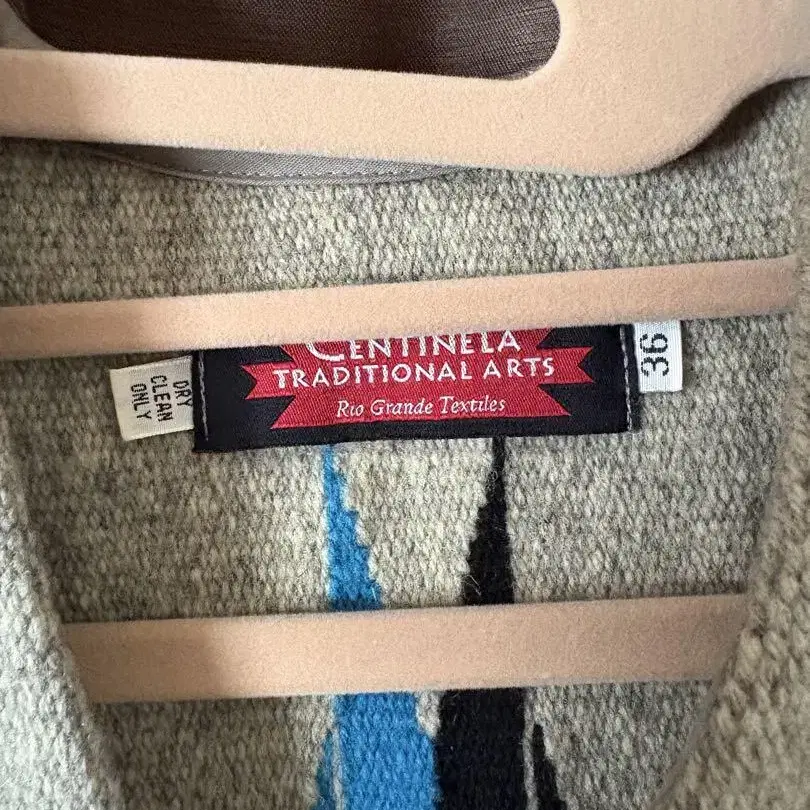 CENTINELA
TRADITIONAL ARTS
Rio Grande Textiles
DRY
CLEAN
ONLY
36